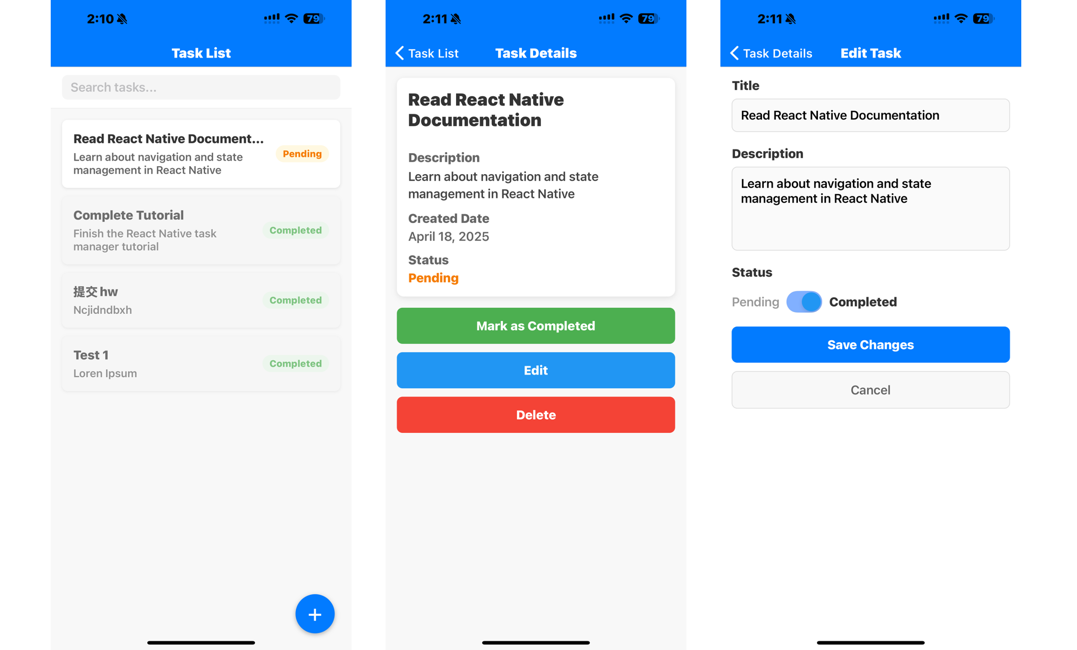 2:10
79
Task List
Search tasks...
Read React Native Document...
Learn about navigation and state
management in React Native
Pending
Complete Tutorial
Finish the React Native task
manager tutorial
Completed
提交 hw
Ncjidndbxh
Completed
Test 1
Loren Ipsum
Completed
+
2:11
79
Task List
Task Details
Read React Native
Documentation
Description
Learn about navigation and state
management in React Native
Created Date
April 18, 2025
Status
Pending
Mark as Completed
Edit
Delete
2:11
79
Task Details
Edit Task
Title
Read React Native Documentation
Description
Learn about navigation and state
management in React Native
Status
Pending
Completed
Save Changes
Cancel